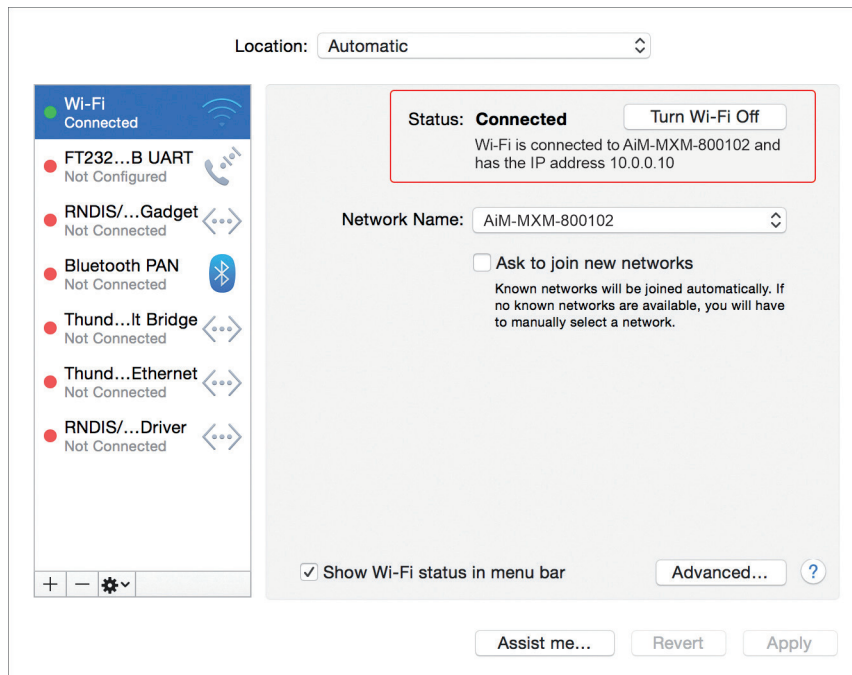 Location: Automatic
Wi-Fi
Connected
FT232...B UART
Not Configured
RNDIS/...Gadget
Not Connected
Bluetooth PAN
Not Connected
Thund...lt Bridge
Not Connected
Thund...Ethernet
Not Connected
RNDIS/...Driver
Not Connected
Status: Connected Turn Wi-Fi Off
Wi-Fi is connected to AiM-MXM-800102 and
has the IP address 10.0.0.10
Network Name: AiM-MXM-800102
Ask to join new networks
Known networks will be joined automatically. If
no known networks are available, you will have
to manually select a network.
Show Wi-Fi status in menu bar Advanced... ?
Assist me... Revert Apply